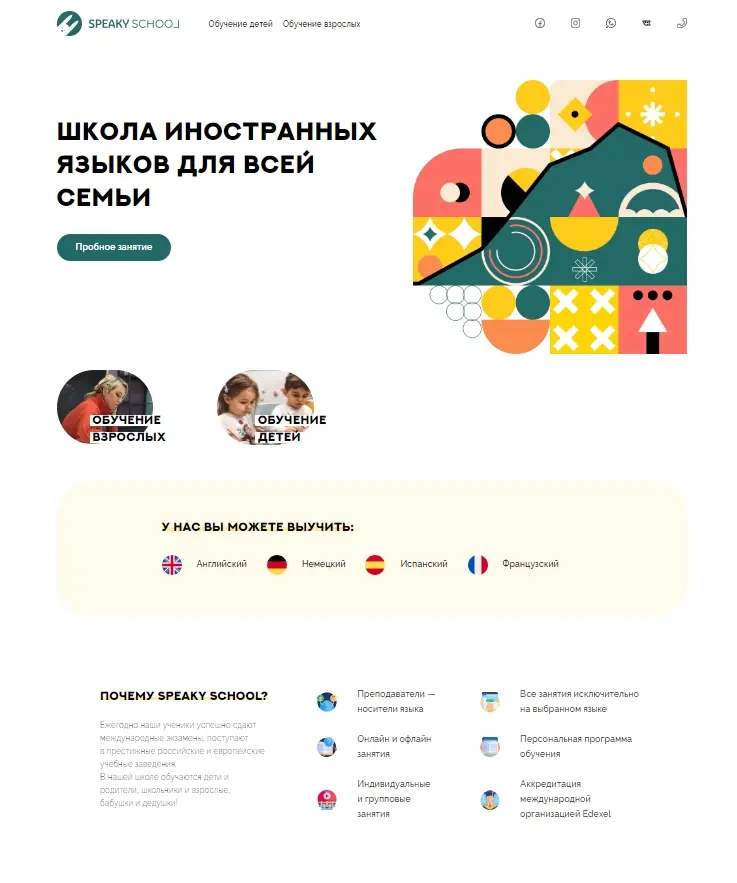 SPEAKY SCHOOL
Обучение детей
Обучение взрослых
ШКОЛА ИНОСТРАННЫХ
ЯЗЫКОВ ДЛЯ ВСЕЙ
СЕМЬИ
Пробное занятие
ОБУЧЕНИЕ
ВЗРОСЛЫХ
ОБУЧЕНИЕ
ДЕТЕЙ
У НАС ВЫ МОЖЕТЕ ВЫУЧИТЬ:
Английский
Немецкий
Испанский
Французский
ПОЧЕМУ SPEAKY SCHOOL?
Ежегодно наши ученики успешно сдают
международные экзамены, поступают
в престижные российские и европейские
учебные заведения.
В нашей школе обучаются дети и
родители, школьники и взрослые,
бабушки и дедушки!
Преподаватели —
носители языка
Все занятия исключительно
на выбранном языке
Онлайн и офлайн
занятия
Персональная программа
обучения
Индивидуальные
и групповые
занятия
Аккредитация
международной
организацией Edexel